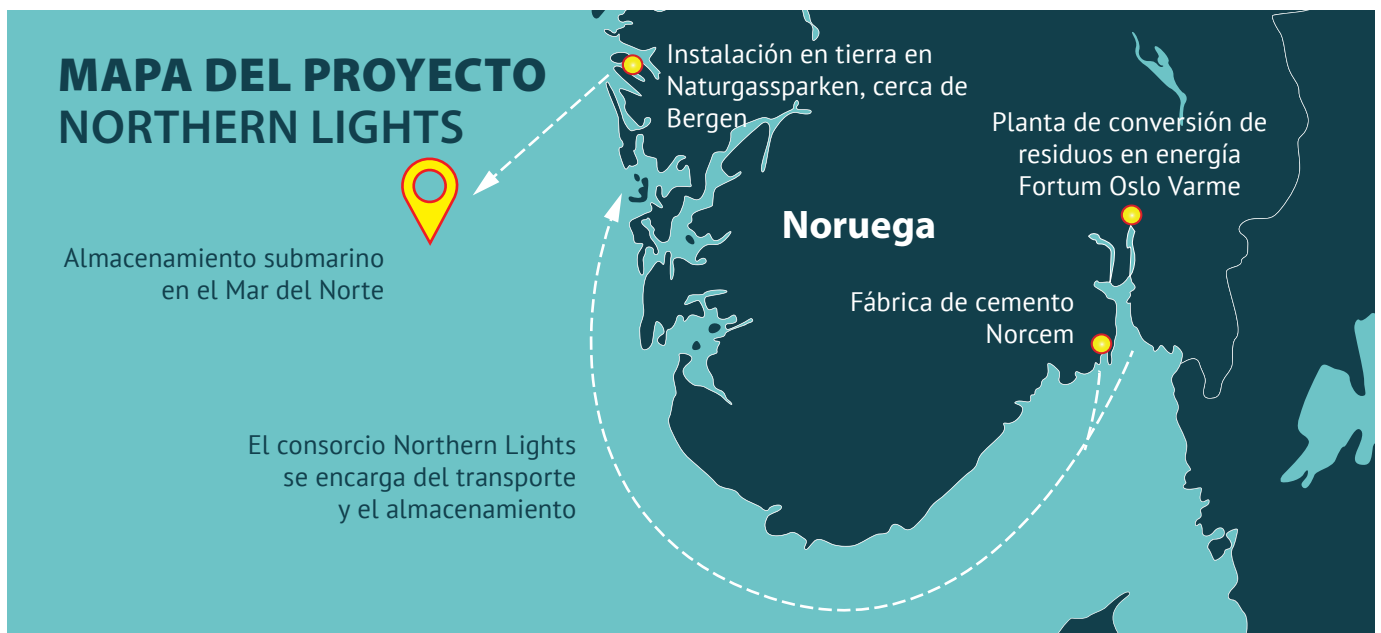 MAPA DEL PROYECTO
NORTHERN LIGHTS
Instalación en tierra en
Naturgassparken, cerca de
Bergen
Planta de conversión de
residuos en energía
Fortum Oslo Varme
Noruega
Almacenamiento submarino
en el Mar del Norte
Fábrica de cemento
Norcem
El consorcio Northern Lights
se encarga del transporte
y el almacenamiento